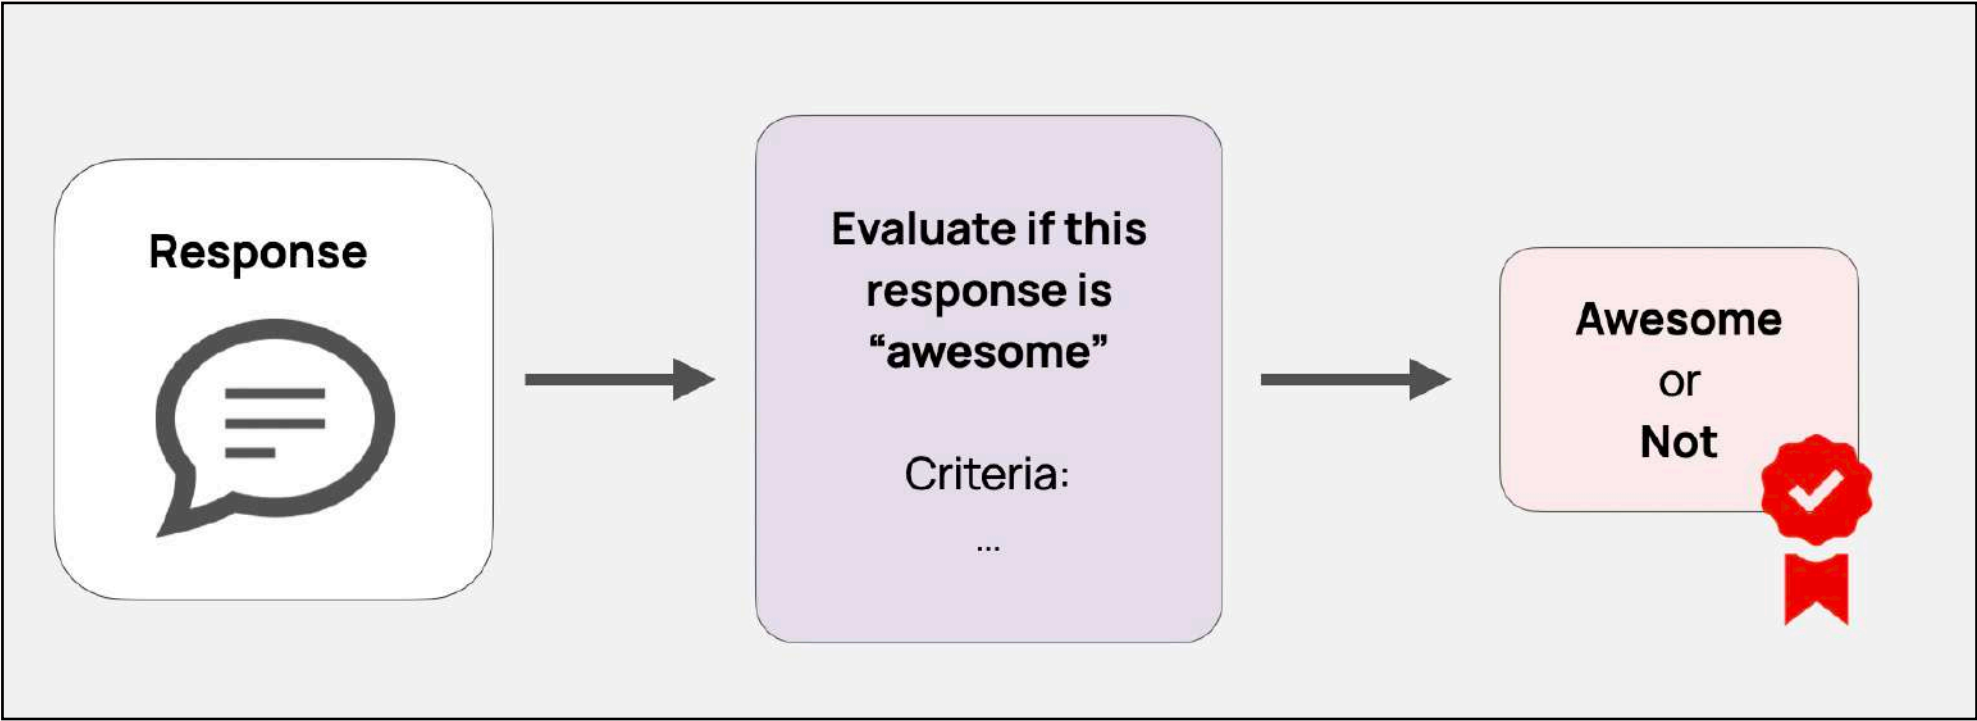 Response
Evaluate if this
response is
“awesome”
Criteria:
...
Awesome
or
Not